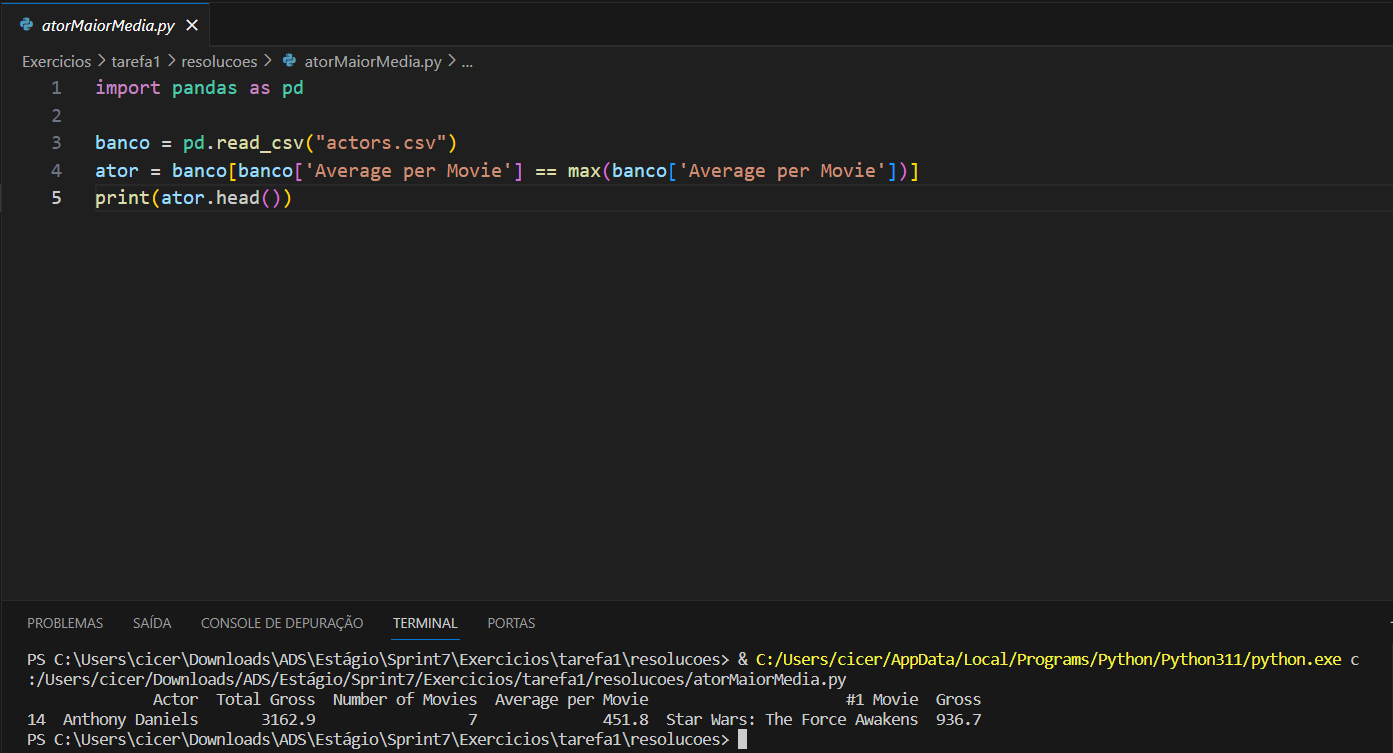 atorMaiorMedia.py ×
Exercicios > tarefa1 > resolucoes > atorMaiorMedia.py > ...
1 import pandas as pd
2
3 banco = pd.read_csv("actors.csv")
4 ator = banco[banco['Average per Movie'] == max(banco['Average per Movie'])]
5 print(ator.head())
PROBLEMAS SAÍDA CONSOLE DE DEPURAÇÃO TERMINAL PORTAS
PS C:\Users\cicer\Downloads\ADS\Estágio\Sprint7\Exercicios\tarefa1\resolucoes> & C:/Users/cicer/AppData/Local/Programs/Python/Python311/python.exe c
:/Users/cicer/Downloads/ADS/Estágio/Sprint7/Exercicios/tarefa1/resolucoes/atorMaiorMedia.py
Actor Total Gross Number of Movies Average per Movie #1 Movie Gross
14 Anthony Daniels 3162.9 7 451.8 Star Wars: The Force Awakens 936.7
PS C:\Users\cicer\Downloads\ADS\Estágio\Sprint7\Exercicios\tarefa1\resolucoes>